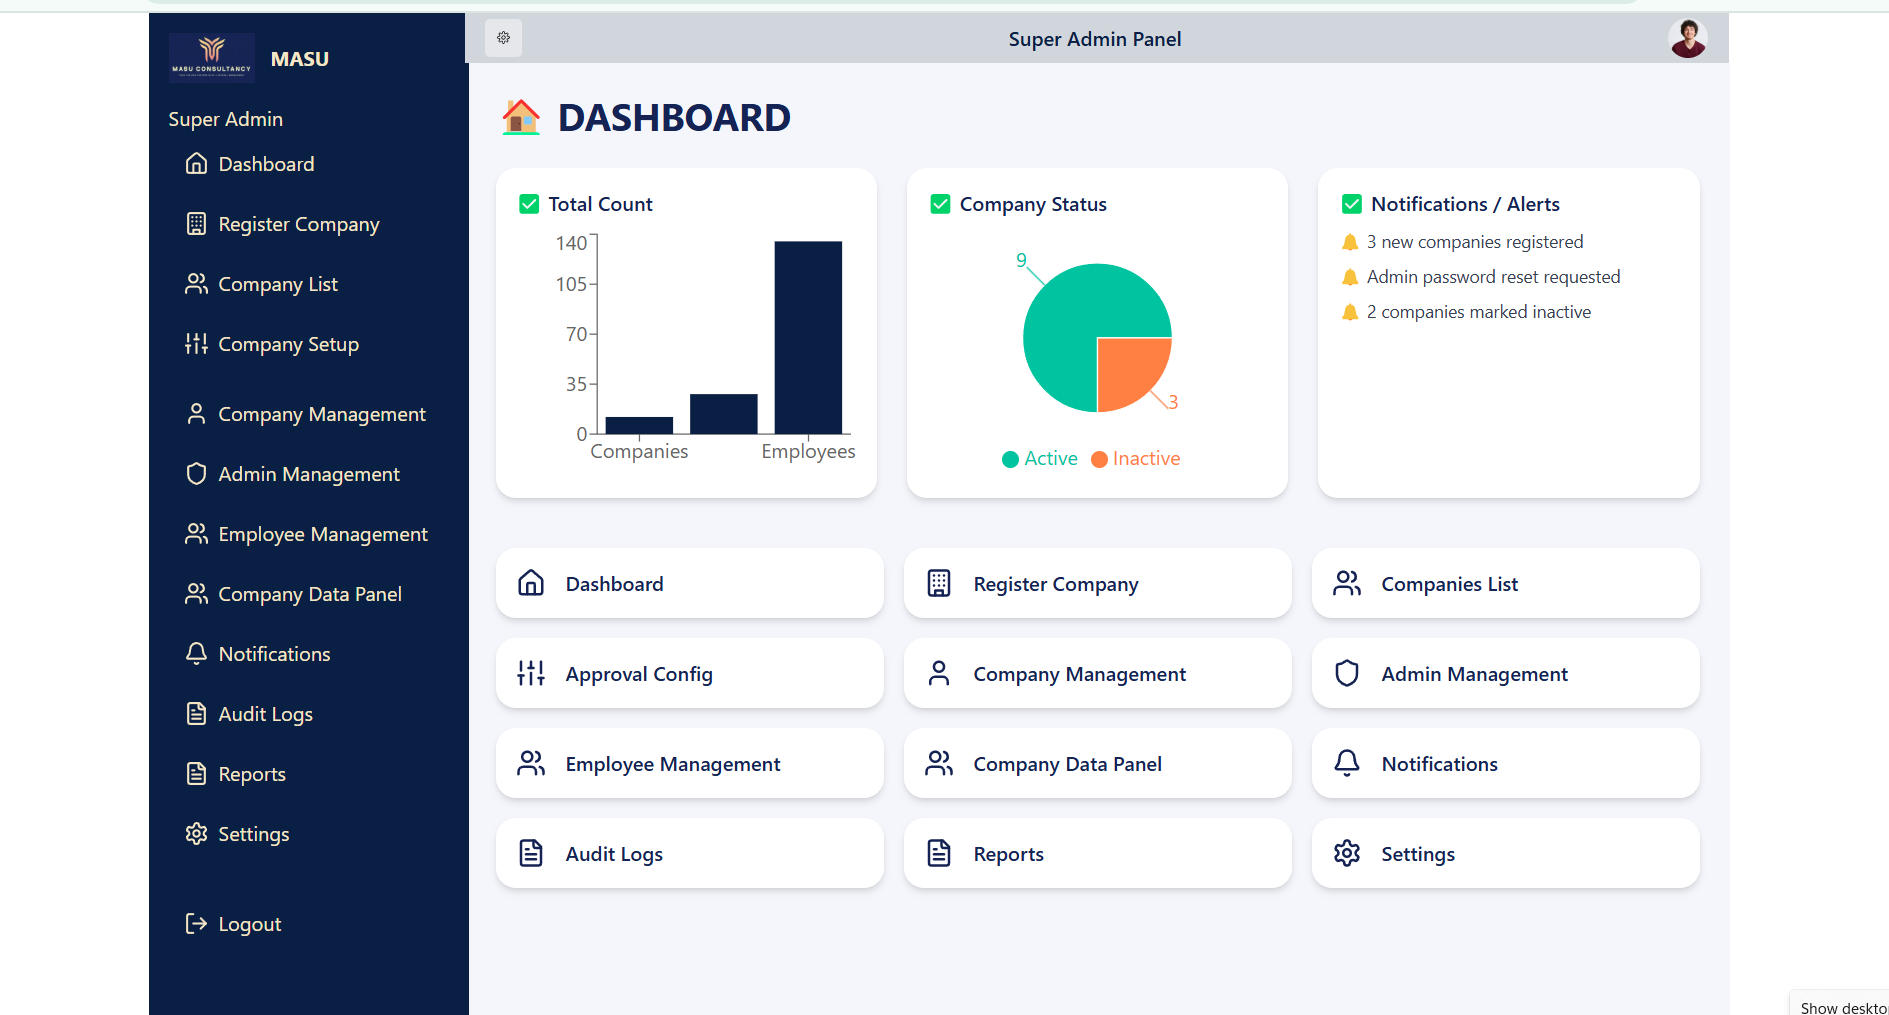 MASU CONSULTANCY
MASU
Super Admin
Dashboard
Register Company
Company List
Company Setup
Company Management
Admin Management
Employee Management
Company Data Panel
Notifications
Audit Logs
Reports
Settings
Logout
Super Admin Panel
DASHBOARD
Total Count
140
105
70
35
0
Companies
Employees
Company Status
9
3
Active
Inactive
Notifications / Alerts
3 new companies registered
Admin password reset requested
2 companies marked inactive
Dashboard
Register Company
Companies List
Approval Config
Company Management
Admin Management
Employee Management
Company Data Panel
Notifications
Audit Logs
Reports
Settings
Show deskto